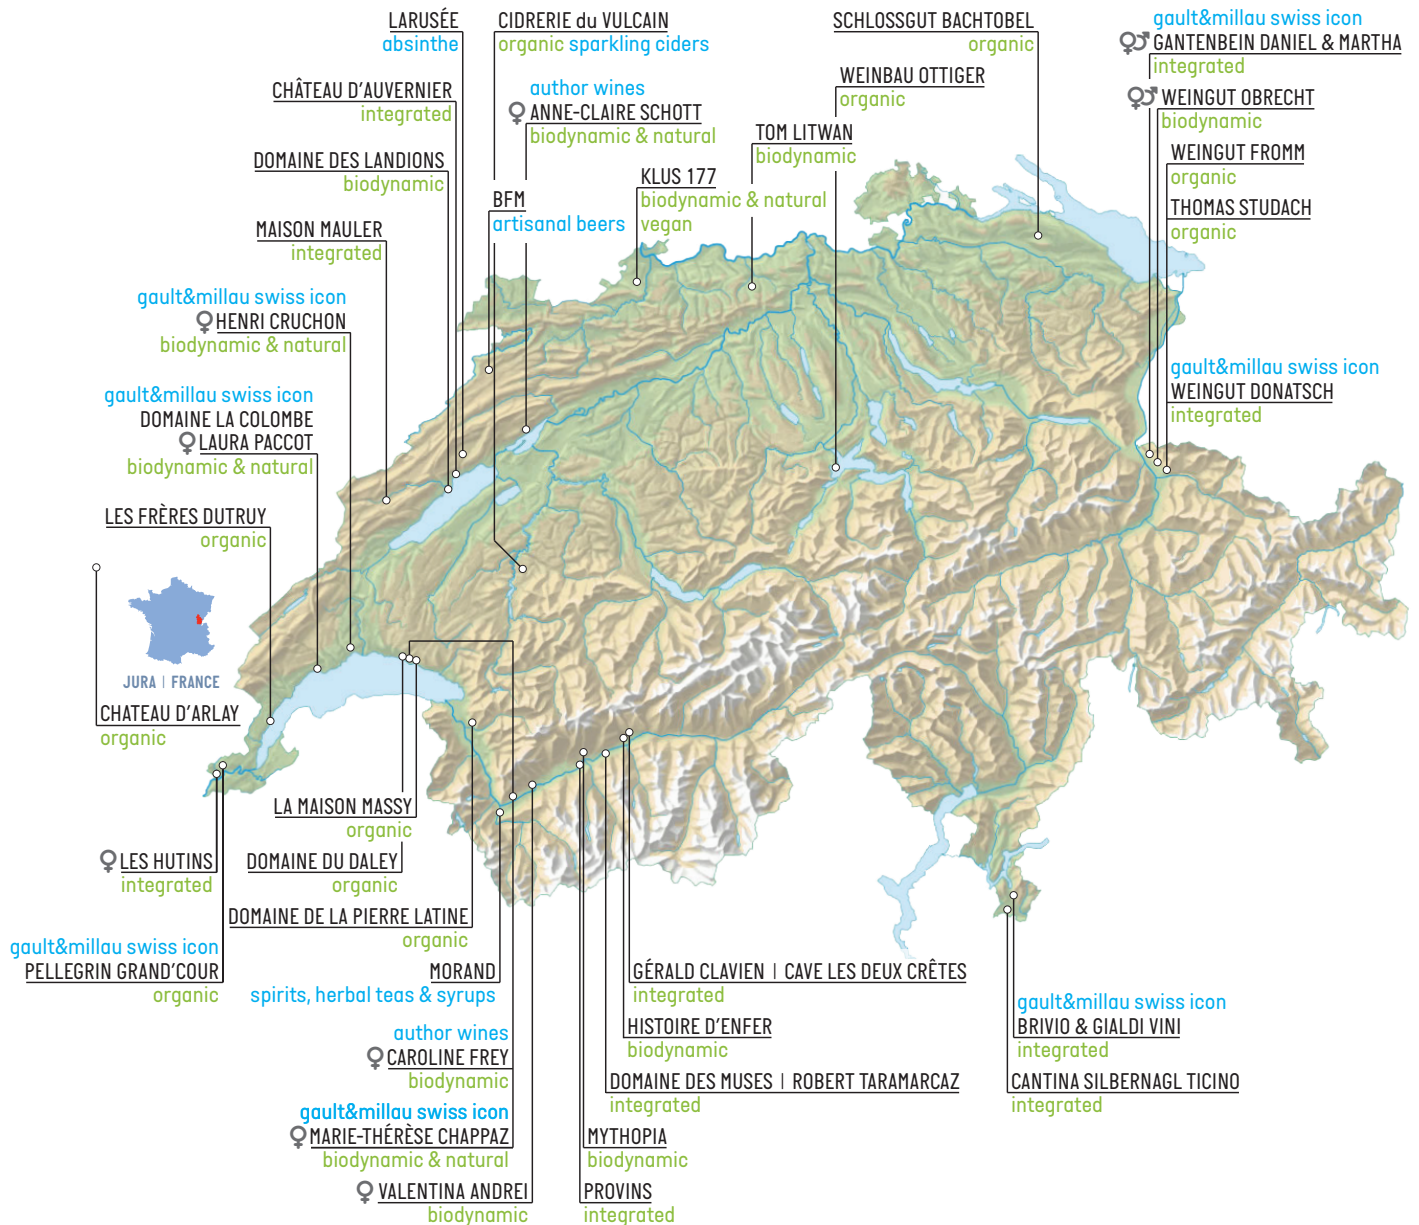 LARUSÉE
absinthe
CIDRERIE du VULCAIN
organic sparkling ciders
SCHLOSSGUT BACHTOBEL
organic
gault&millau swiss icon
GANTENBEIN DANIEL & MARTHA
integrated
CHÂTEAU D'AUVERNIER
integrated
author wines
ANNE-CLAIRE SCHOTT
biodynamic & natural
WEINBAU OTTIGER
organic
WEINGUT OBRECHT
biodynamic
DOMAINE DES LANDIONS
biodynamic
TOM LITWAN
biodynamic
WEINGUT FROMM
organic
BFM
artisanal beers
KLUS 177
biodynamic & natural
vegan
THOMAS STUDACH
organic
MAISON MAULER
integrated
gault&millau swiss icon
HENRI CRUCHON
biodynamic & natural
gault&millau swiss icon
WEINGUT DONATSCH
integrated
gault&millau swiss icon
DOMAINE LA COLOMBE
LAURA PACCOT
biodynamic & natural
LES FRÈRES DUTRUY
organic
JURA | FRANCE
CHATEAU D'ARLAY
organic
LA MAISON MASSY
organic
LES HUTINS
integrated
DOMAINE DU DALEY
organic
DOMAINE DE LA PIERRE LATINE
organic
gault&millau swiss icon
PELLEGRIN GRAND'COUR
organic
MORAND
spirits, herbal teas & syrups
GÉRALD CLAVIEN | CAVE LES DEUX CRÊTES
integrated
gault&millau swiss icon
BRIVIO & GIALDI VINI
integrated
author wines
CAROLINE FREY
biodynamic
HISTOIRE D'ENFER
biodynamic
DOMAINE DES MUSES | ROBERT TARAMARCAZ
integrated
CANTINA SILBERNAGL TICINO
integrated
gault&millau swiss icon
MARIE-THÉRÈSE CHAPPAZ
biodynamic & natural
MYTHOPIA
biodynamic
VALENTINA ANDREI
biodynamic
PROVINS
integrated